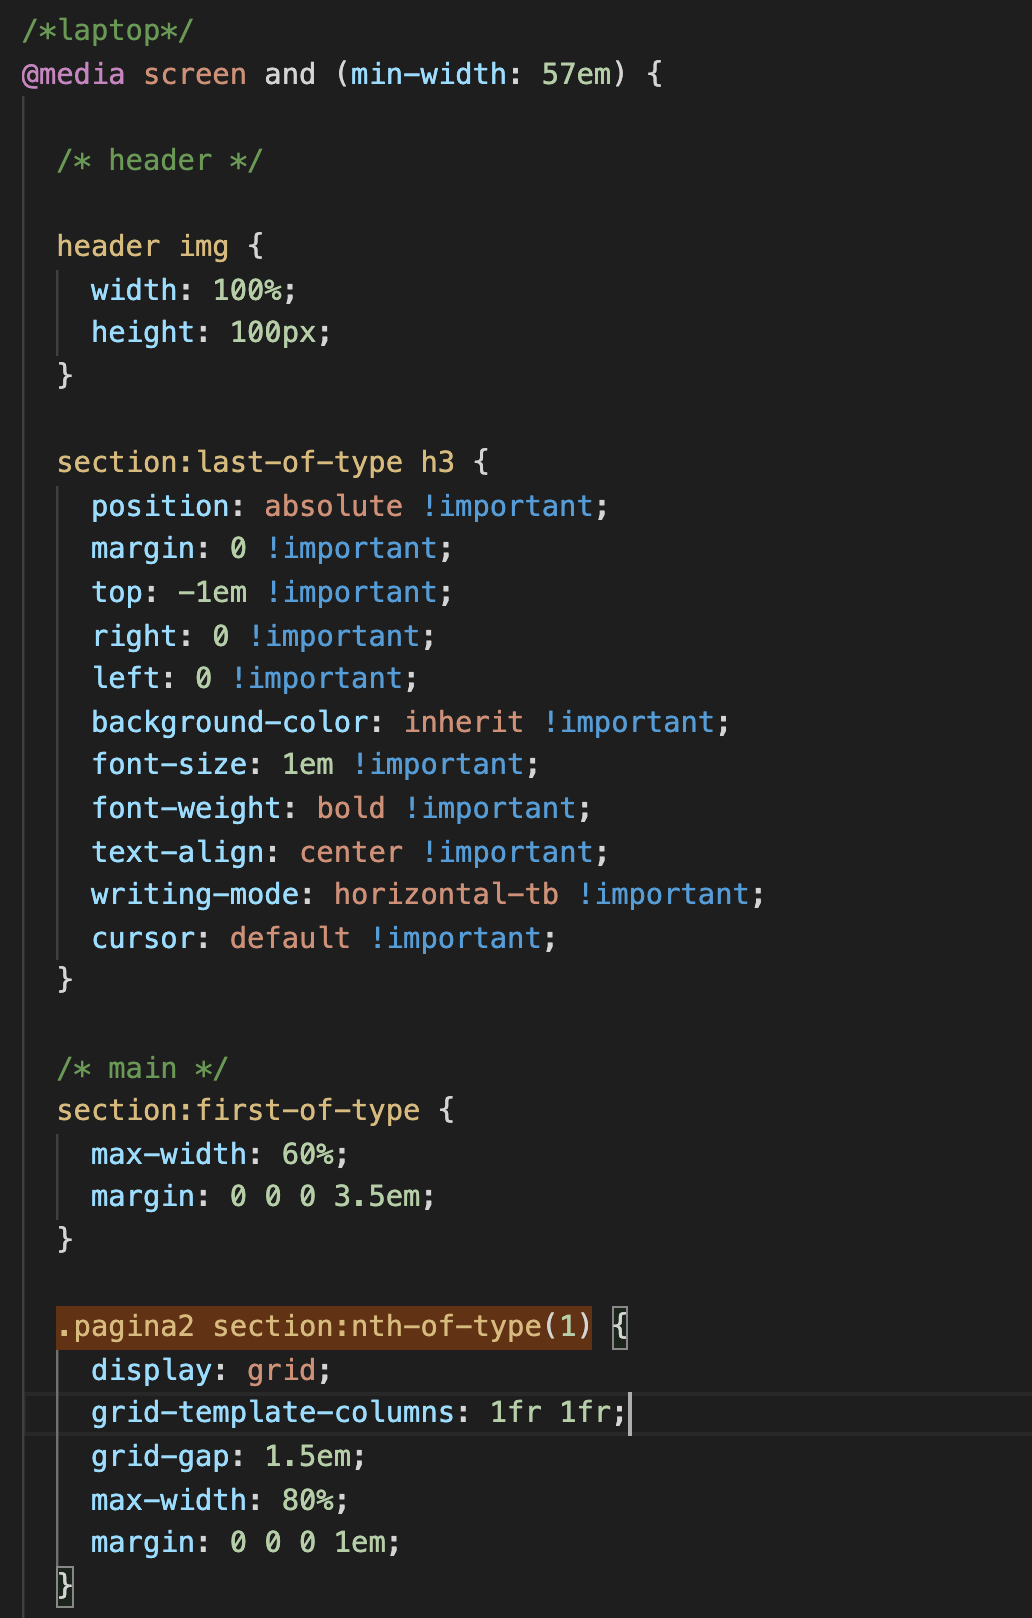 /*laptop*/
@media screen and (min-width: 57em) {
/* header */
header img {
width: 100%;
height: 100px;
}
section:last-of-type h3 {
position: absolute !important;
margin: 0 !important;
top: -1em !important;
right: 0 !important;
left: 0 !important;
background-color: inherit !important;
font-size: 1em !important;
font-weight: bold !important;
text-align: center !important;
writing-mode: horizontal-tb !important;
cursor: default !important;
}
/* main */
section:first-of-type {
max-width: 60%;
margin: 0 0 0 3.5em;
}
.pagina2 section:nth-of-type(1) {
display: grid;
grid-template-columns: 1fr 1fr;
grid-gap: 1.5em;
max-width: 80%;
margin: 0 0 0 1em;
}